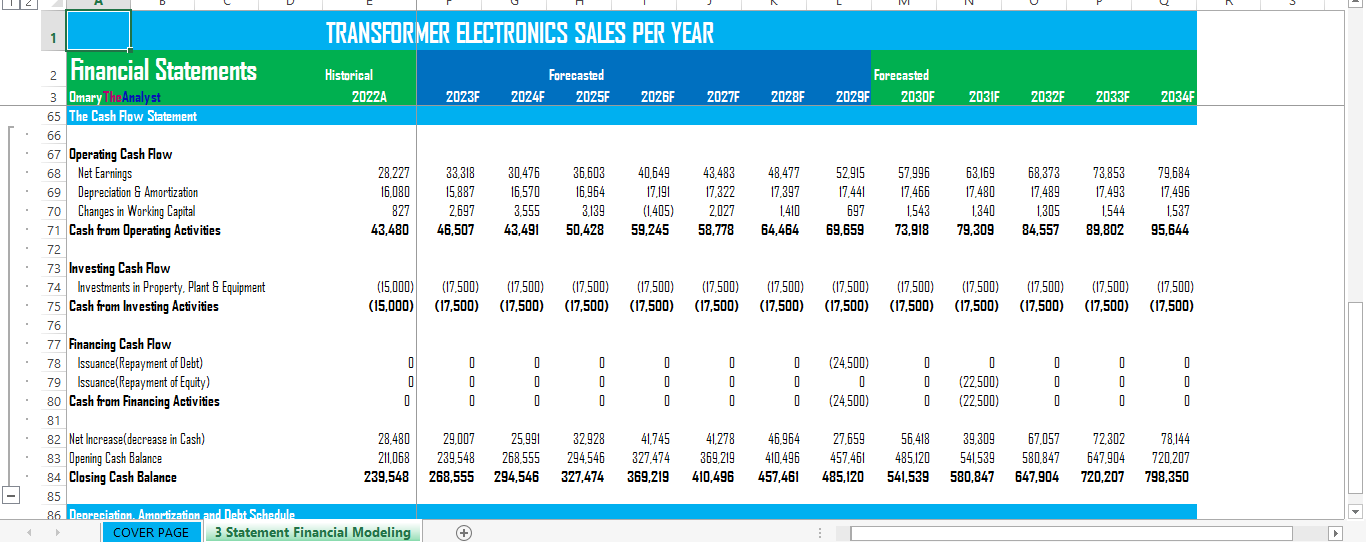 1 2 A B C D E F G H I J K L M N O P Q R S
1 TRANSFORMER ELECTRONICS SALES PER YEAR
2 Financial Statements Historical Forecasted Forecasted
3 Omary TheAnalyst 2022A 2023F 2024F 2025F 2026F 2027F 2028F 2029F 2030F 2031F 2032F 2033F 2034F
65 The Cash Flow Statement
66
67 Operating Cash Flow
68 Net Earnings 28,227 33,318 30,476 36,603 40,649 43,483 48,477 52,915 57,996 63,169 68,373 73,853 79,684
69 Depreciation & Amortization 16,080 15,887 16,570 16,964 17,191 17,322 17,397 17,441 17,466 17,480 17,489 17,493 17,496
70 Changes in Working Capital 827 2,697 3,555 3,139 (1,405) 2,027 1,410 697 1,543 1,340 1,305 1,544 1,537
71 Cash from Operating Activities 43,480 46,507 43,491 50,428 59,245 58,778 64,464 69,659 73,918 79,309 84,557 89,802 95,644
72
73 Investing Cash Flow
74 Investments in Property, Plant & Equipment (15,000) (17,500) (17,500) (17,500) (17,500) (17,500) (17,500) (17,500) (17,500) (17,500) (17,500) (17,500) (17,500)
75 Cash from Investing Activities (15,000) (17,500) (17,500) (17,500) (17,500) (17,500) (17,500) (17,500) (17,500) (17,500) (17,500) (17,500) (17,500)
76
77 Financing Cash Flow
78 Issuance(Repayment of Debt) 0 0 0 0 0 0 0 (24,500) 0 0 0 0 0
79 Issuance(Repayment of Equity) 0 0 0 0 0 0 0 0 0 (22,500) 0 0 0
80 Cash from Financing Activities 0 0 0 0 0 0 0 (24,500) 0 (22,500) 0 0 0
81
82 Net Increase(decrease in Cash) 28,480 29,007 25,991 32,928 41,745 41,278 46,964 27,659 56,418 39,309 67,057 72,302 78,144
83 Opening Cash Balance 211,068 239,548 268,555 294,546 327,474 369,219 410,496 457,461 485,120 541,539 580,847 647,904 720,207
84 Closing Cash Balance 239,548 268,555 294,546 327,474 369,219 410,496 457,461 485,120 541,539 580,847 647,904 720,207 798,350
85
86 Depreciation, Amortization and Debt Schedule
COVER PAGE 3 Statement Financial Modeling